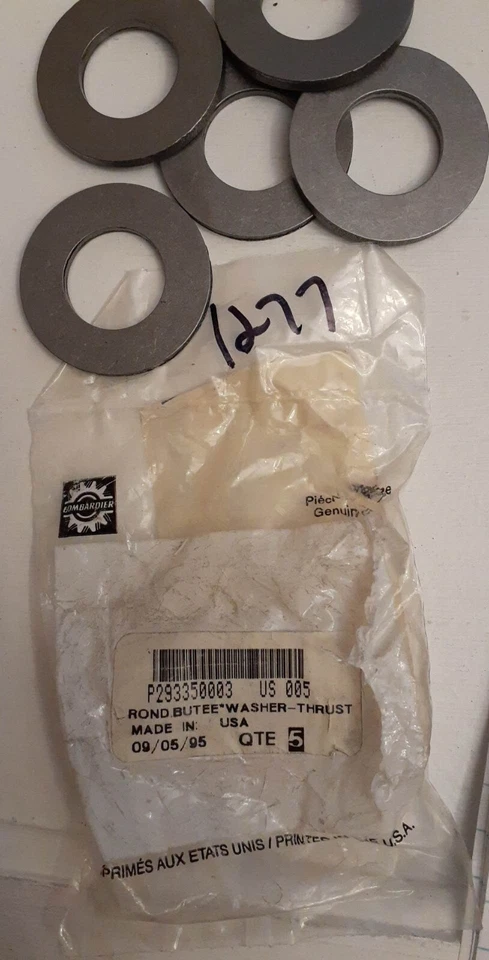 1277
BOMBARDIER
Genuine
P293350003 US 005
ROND.BUTEE*WASHER-THRUST
MADE IN: USA
09/05/95 QTE 5
PRIMÉS AUX ETATS UNIS / PRINTED U.S.A.